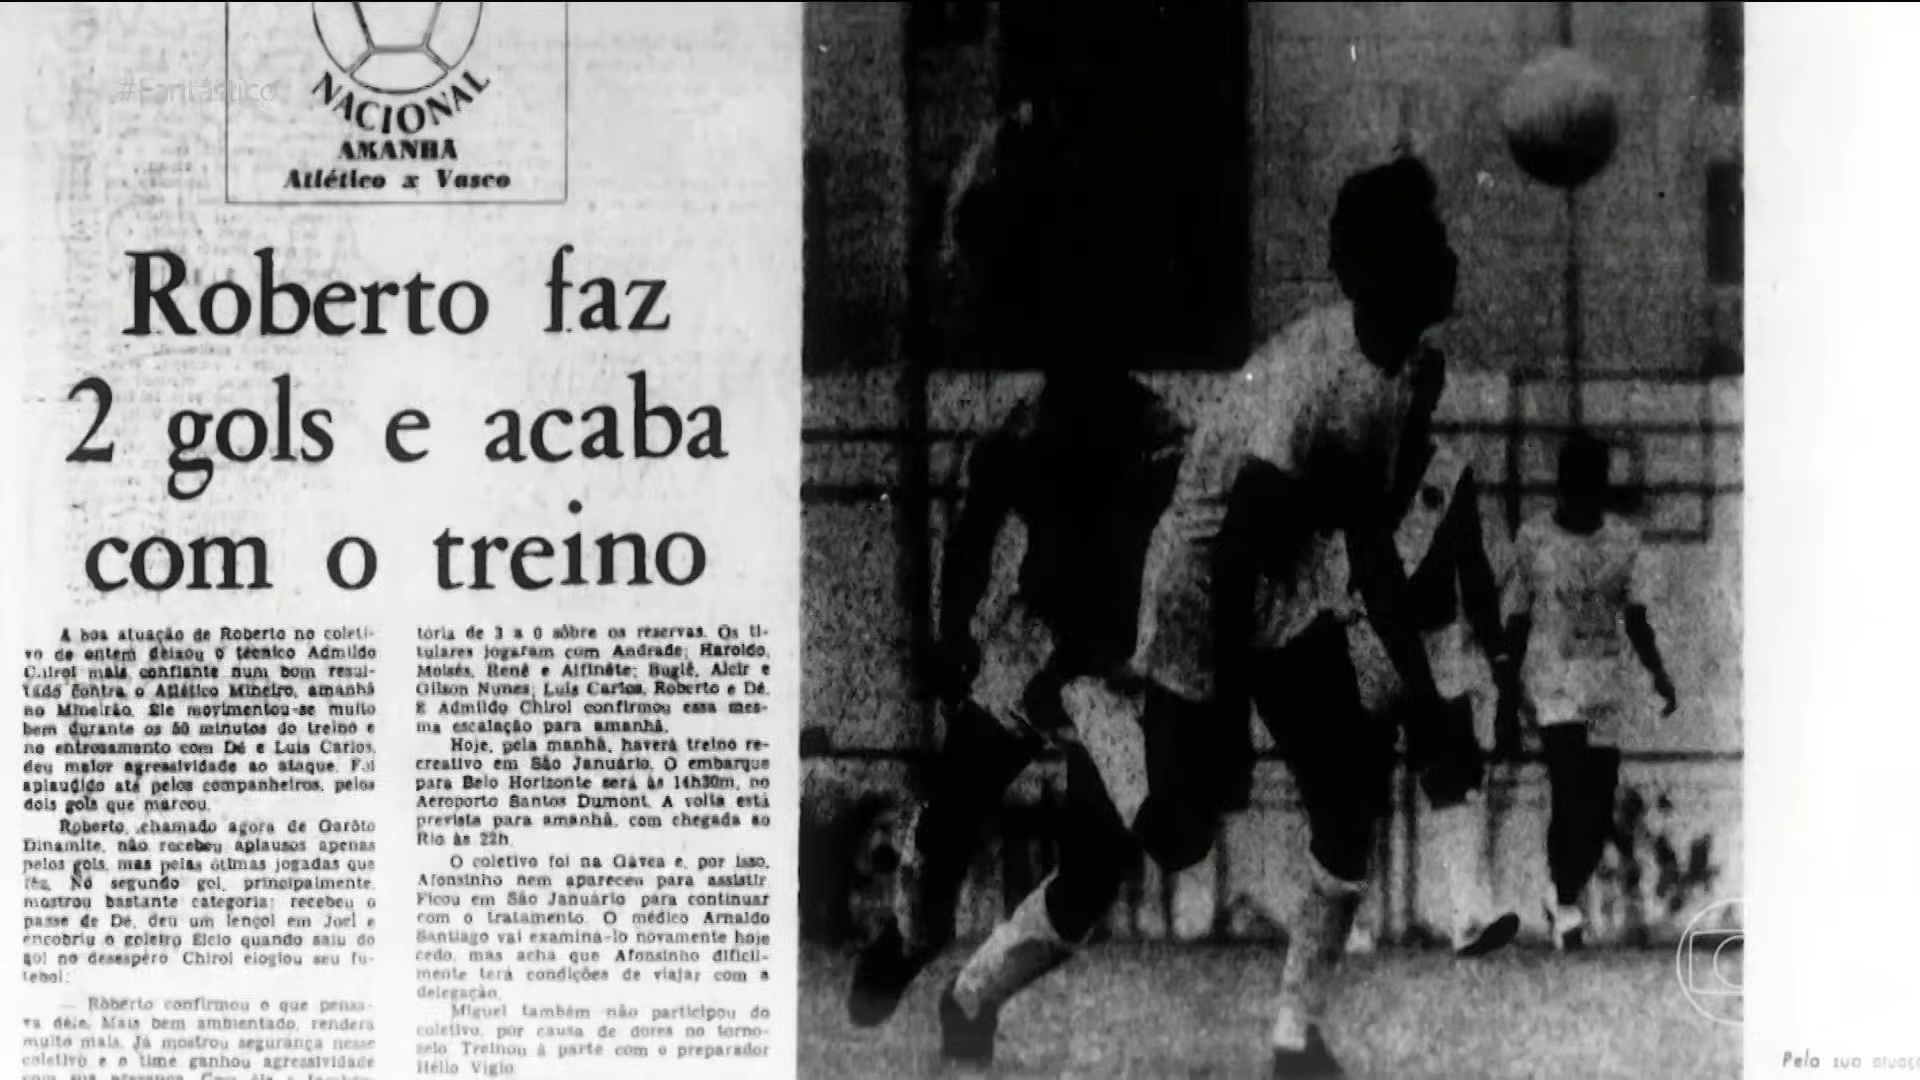 #Fantástico
NACIONAL
AMANHÃ
Atlético x Vasco
Roberto faz
2 gols e acaba
com o treino
A boa atuação de Roberto no coleti-
vo de ontem deixou o técnico Admildo
Chirol mais confiante num bom resul-
tado contra o Atlético Mineiro, amanhã
no Mineirão. Ele movimentou-se muito
bem durante os 50 minutos do treino e
no entrosamento com Dé e Luis Carlos,
deu maior agressividade ao ataque. Foi
aplaudido até pelos companheiros, pelos
dois gols que marcou.
Roberto, chamado agora de Garôto
Dinamite, não recebeu aplausos apenas
pelos gols, mas pelas ótimas jogadas que
fêz. No segundo gol, principalmente,
mostrou bastante categoria: recebeu o
passe de Dé, deu um lençol em Joel e
encobriu o goleiro Élcio quando saiu do
gol no desespêro Chirol elogiou seu fu-
tebol:
— Roberto confirmou o que pensa-
va dêle. Mais bem ambientado, renderá
muito mais. Já mostrou segurança nesse
coletivo e o time ganhou agressividade
com sua presença. Com êle
tória de 3 a 0 sôbre os reservas. Os ti-
tulares jogaram com Andrade; Haroldo,
Moisés, Renê e Alfinête; Buglê, Alcir e
Gilson Nunes; Luis Carlos, Roberto e Dé.
E Admildo Chirol confirmou essa mes-
ma escalação para amanhã.
Hoje, pela manhã, haverá treino re-
creativo em São Januário. O embarque
para Belo Horizonte será às 14h30m, no
Aeroporto Santos Dumont. A volta está
prevista para amanhã, com chegada ao
Rio às 22h.
O coletivo foi na Gávea e, por isso,
Afonsinho nem apareceu para assistir.
Ficou em São Januário para continuar
com o tratamento. O médico Arnaldo
Santiago vai examiná-lo novamente hoje
cedo, mas acha que Afonsinho dificil-
mente terá condições de viajar com a
delegação.
Miguel também não participou do
coletivo, por causa de dores no torno-
zelo Treinou à parte com o preparador
Hélio Vígio
Pela sua